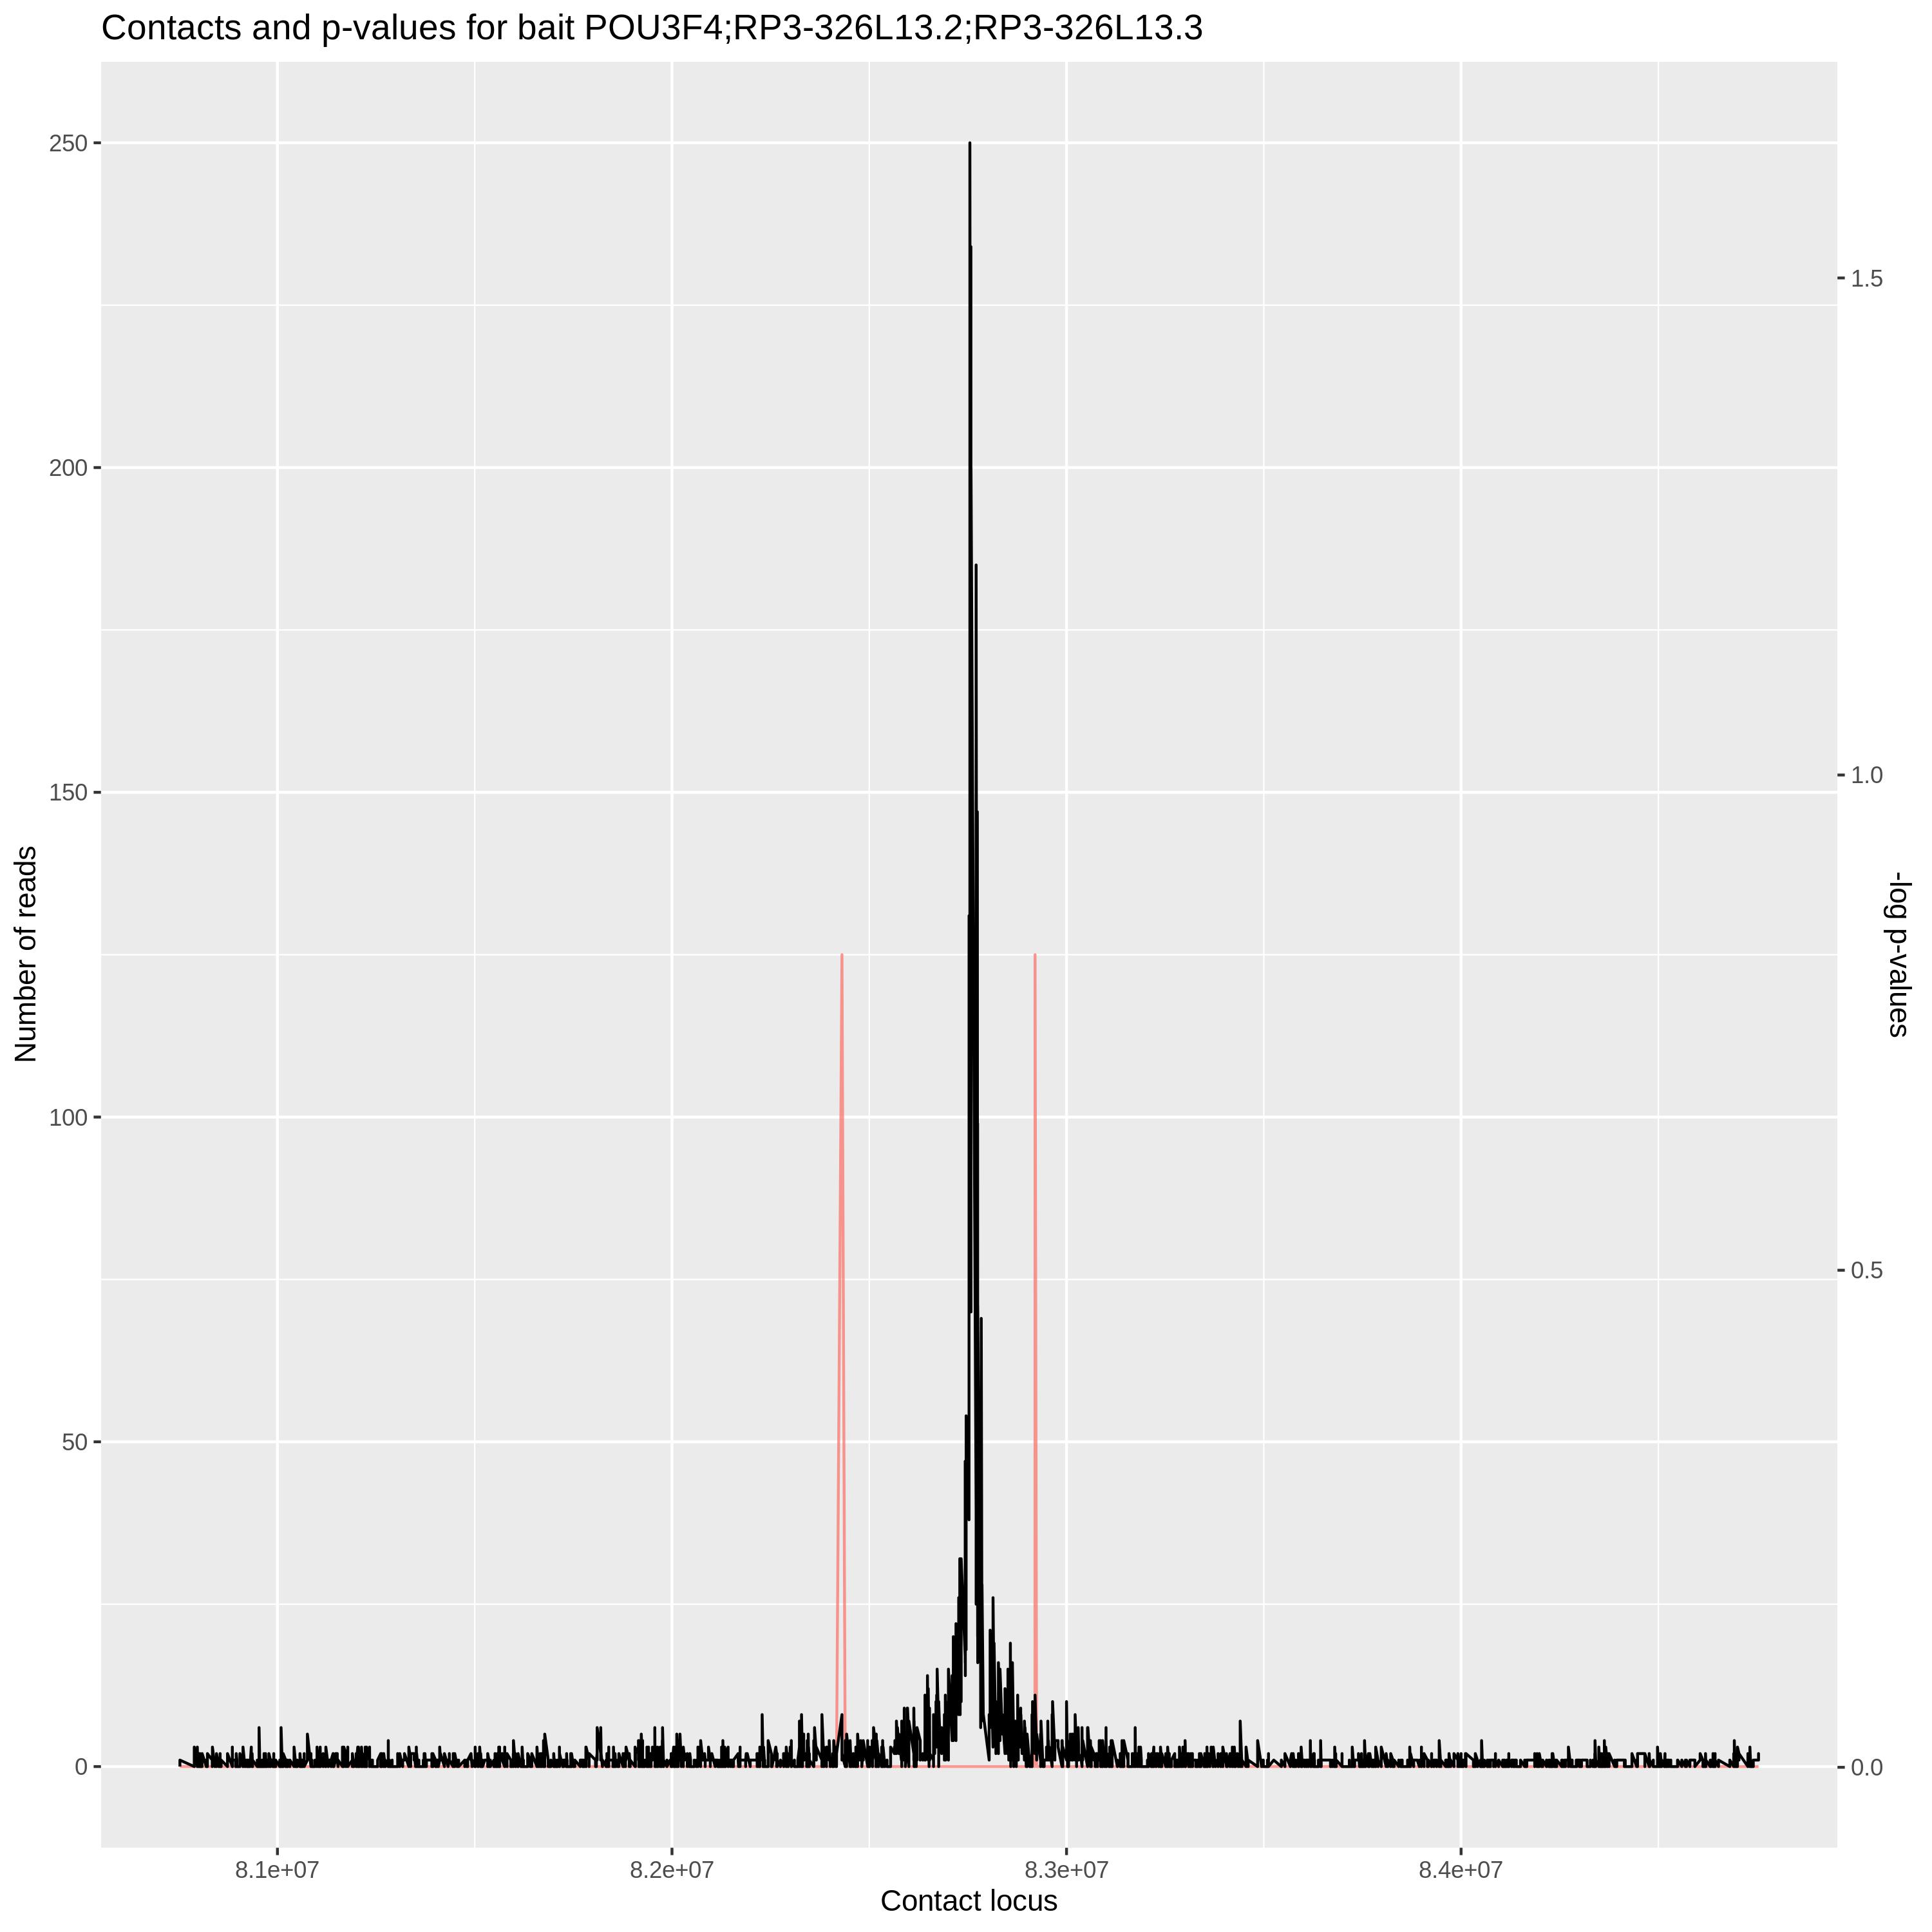 Contacts and p-values for bait POU3F4;RP3-326L13.2;RP3-326L13.3
250
200
150
100
50
0
Number of reads
1.5
1.0
0.5
0.0
-log p-values
8.1e+07
8.2e+07
8.3e+07
8.4e+07
Contact locus